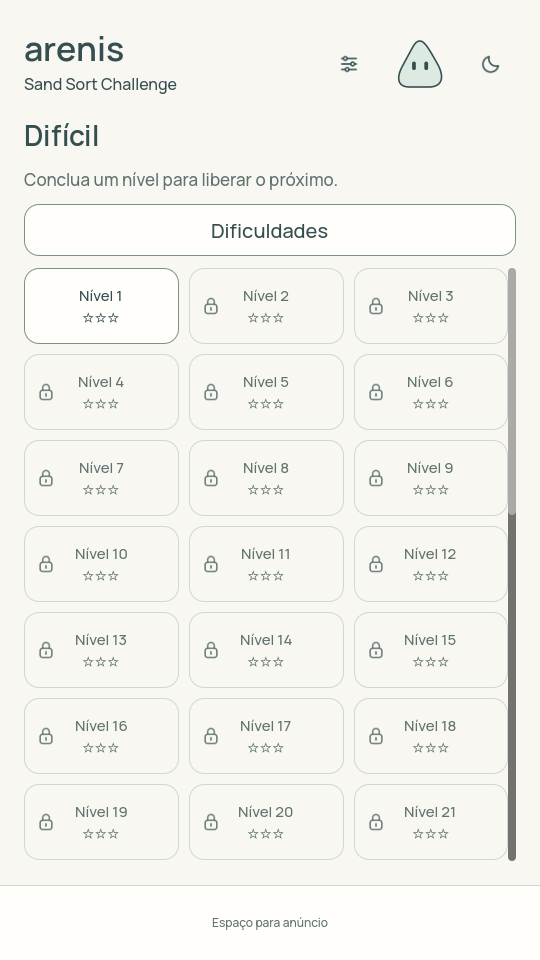 arenis
Sand Sort Challenge
Difícil
Conclua um nível para liberar o próximo.
Dificuldades
Nível 1
☆☆☆
Nível 2
☆☆☆
Nível 3
☆☆☆
Nível 4
☆☆☆
Nível 5
☆☆☆
Nível 6
☆☆☆
Nível 7
☆☆☆
Nível 8
☆☆☆
Nível 9
☆☆☆
Nível 10
☆☆☆
Nível 11
☆☆☆
Nível 12
☆☆☆
Nível 13
☆☆☆
Nível 14
☆☆☆
Nível 15
☆☆☆
Nível 16
☆☆☆
Nível 17
☆☆☆
Nível 18
☆☆☆
Nível 19
☆☆☆
Nível 20
☆☆☆
Nível 21
☆☆☆
Espaço para anúncio